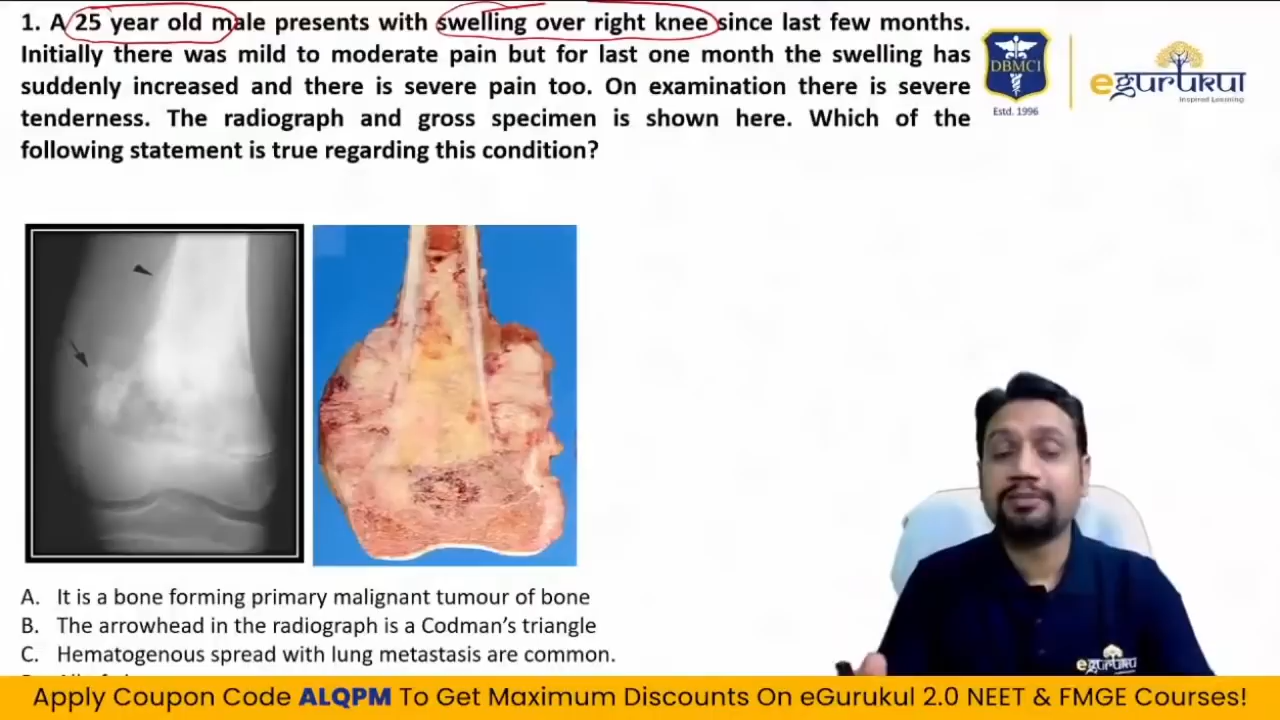 1. A 25 year old male presents with swelling over right knee since last few months.
Initially there was mild to moderate pain but for last one month the swelling has
suddenly increased and there is severe pain too. On examination there is severe
tenderness. The radiograph and gross specimen is shown here. Which of the
following statement is true regarding this condition?
DBMCI
Estd. 1996
egurukul
Inspired Learning
A. It is a bone forming primary malignant tumour of bone
B. The arrowhead in the radiograph is a Codman's triangle
C. Hematogenous spread with lung metastasis are common.
egurukul
Apply Coupon Code ALQPM To Get Maximum Discounts On eGurukul 2.0 NEET & FMGE Courses!